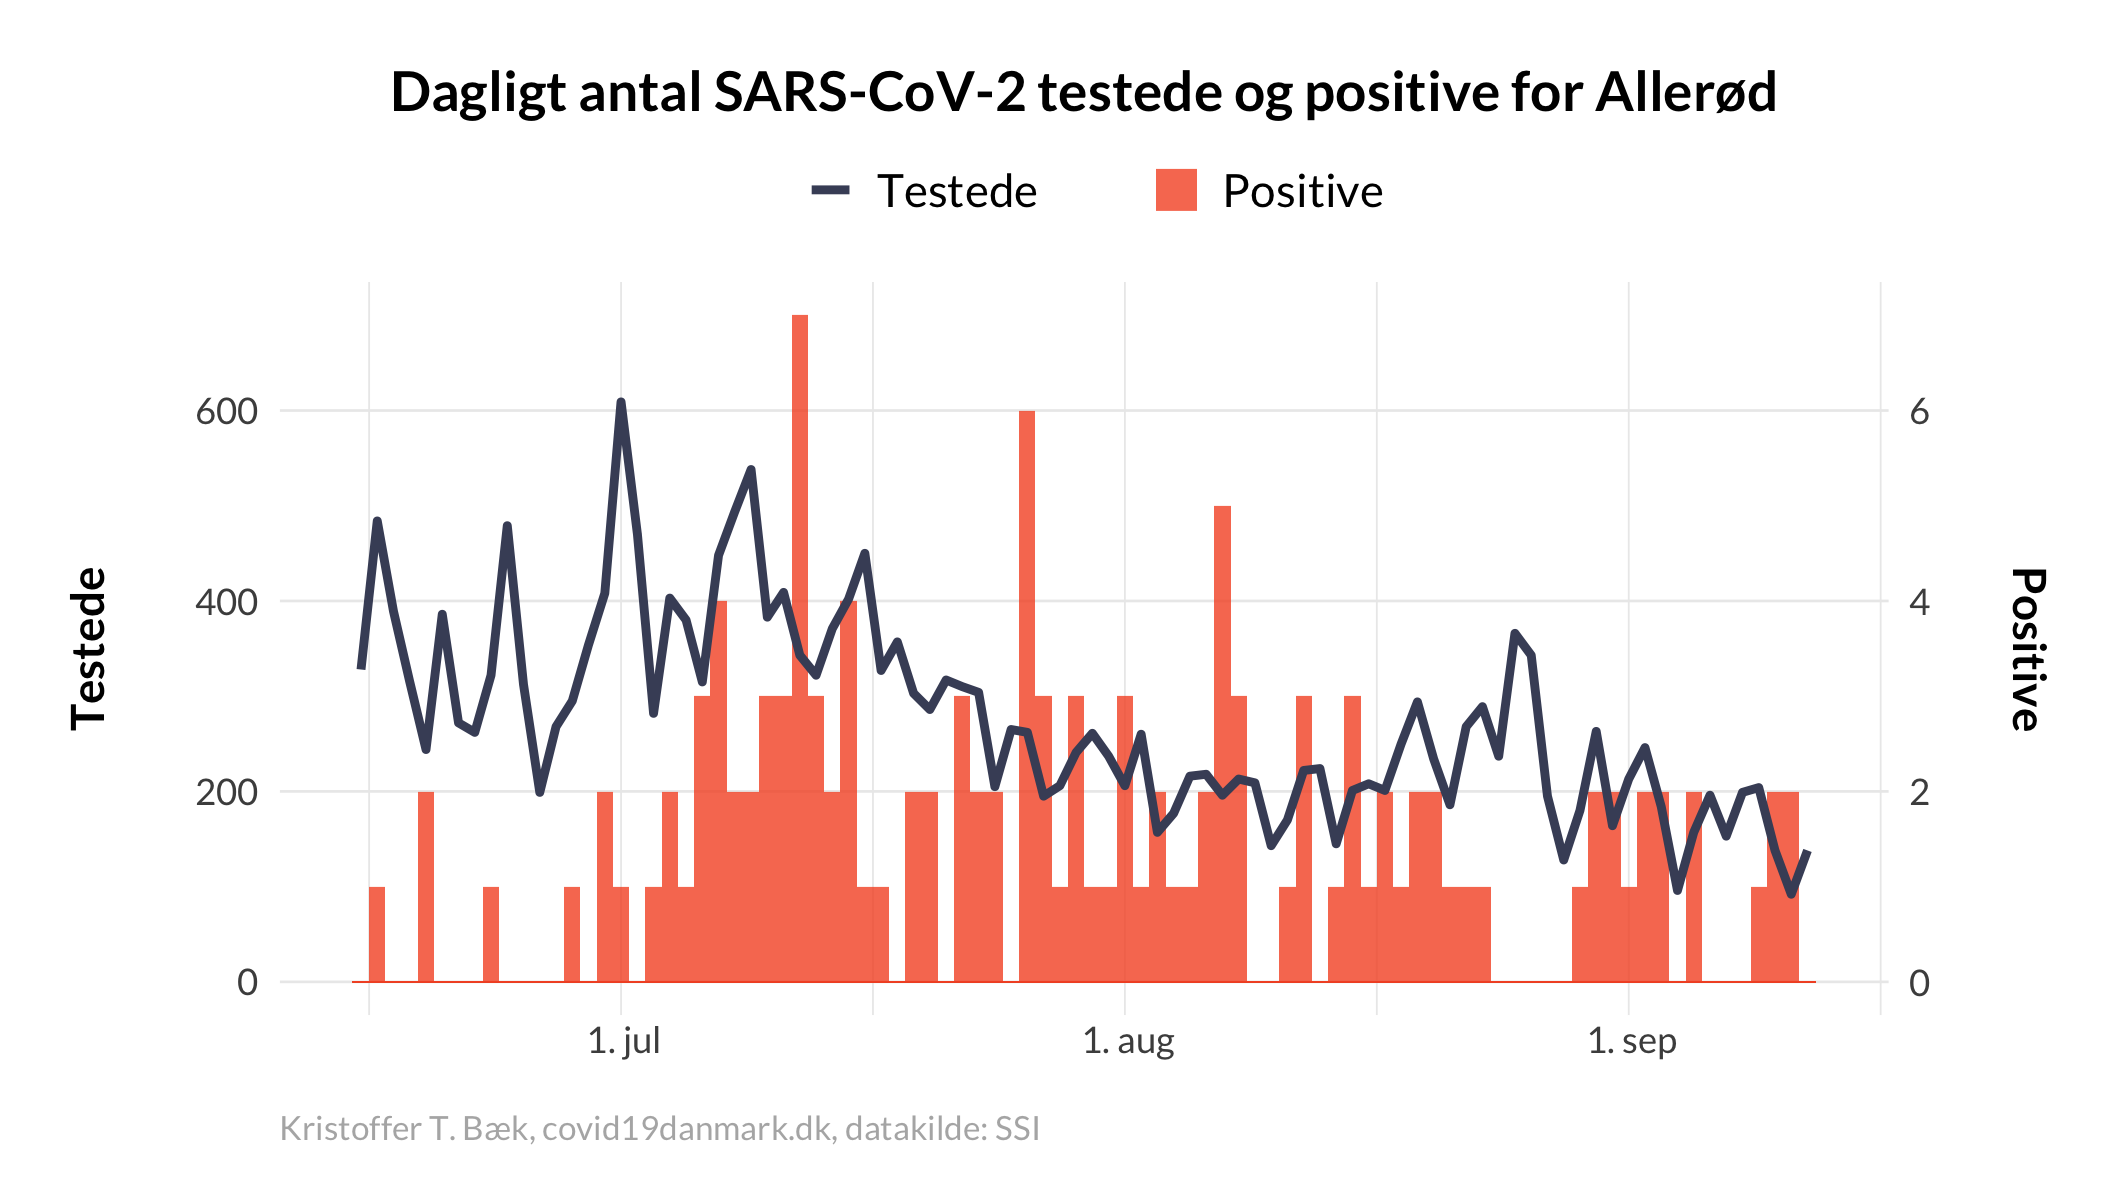 Dagligt antal SARS-CoV-2 testede og positive for Allerød
Testede Positive
600
400
200
0
Testede
6
4
2
0
Positive
1. jul 1. aug 1. sep
Kristoffer T. Bæk, covid19danmark.dk, datakilde: SSI